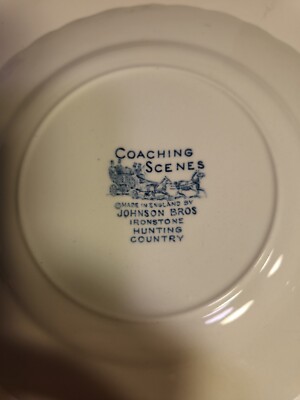 COACHING
SCENES
©MADE IN ENGLAND BY
JOHNSON BROS
IRONSTONE
HUNTING
COUNTRY